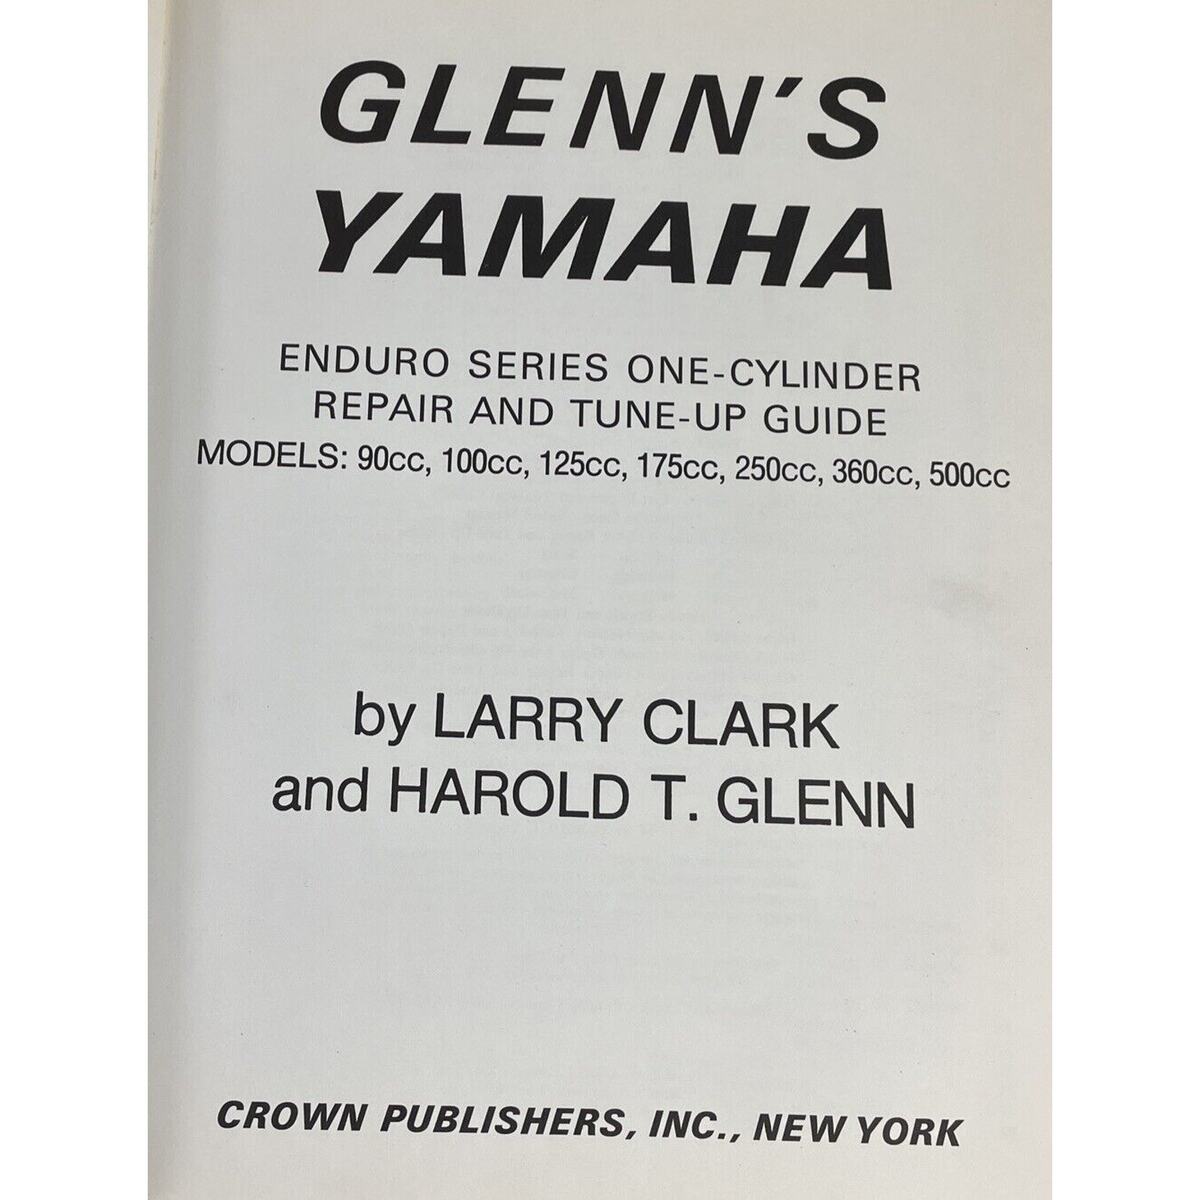 GLENN'S
YAMAHA
ENDURO SERIES ONE-CYLINDER
REPAIR AND TUNE-UP GUIDE
MODELS: 90cc, 100cc, 125cc, 175cc, 250cc, 360cc, 500cc
by LARRY CLARK
and HAROLD T. GLENN
CROWN PUBLISHERS, INC., NEW YORK